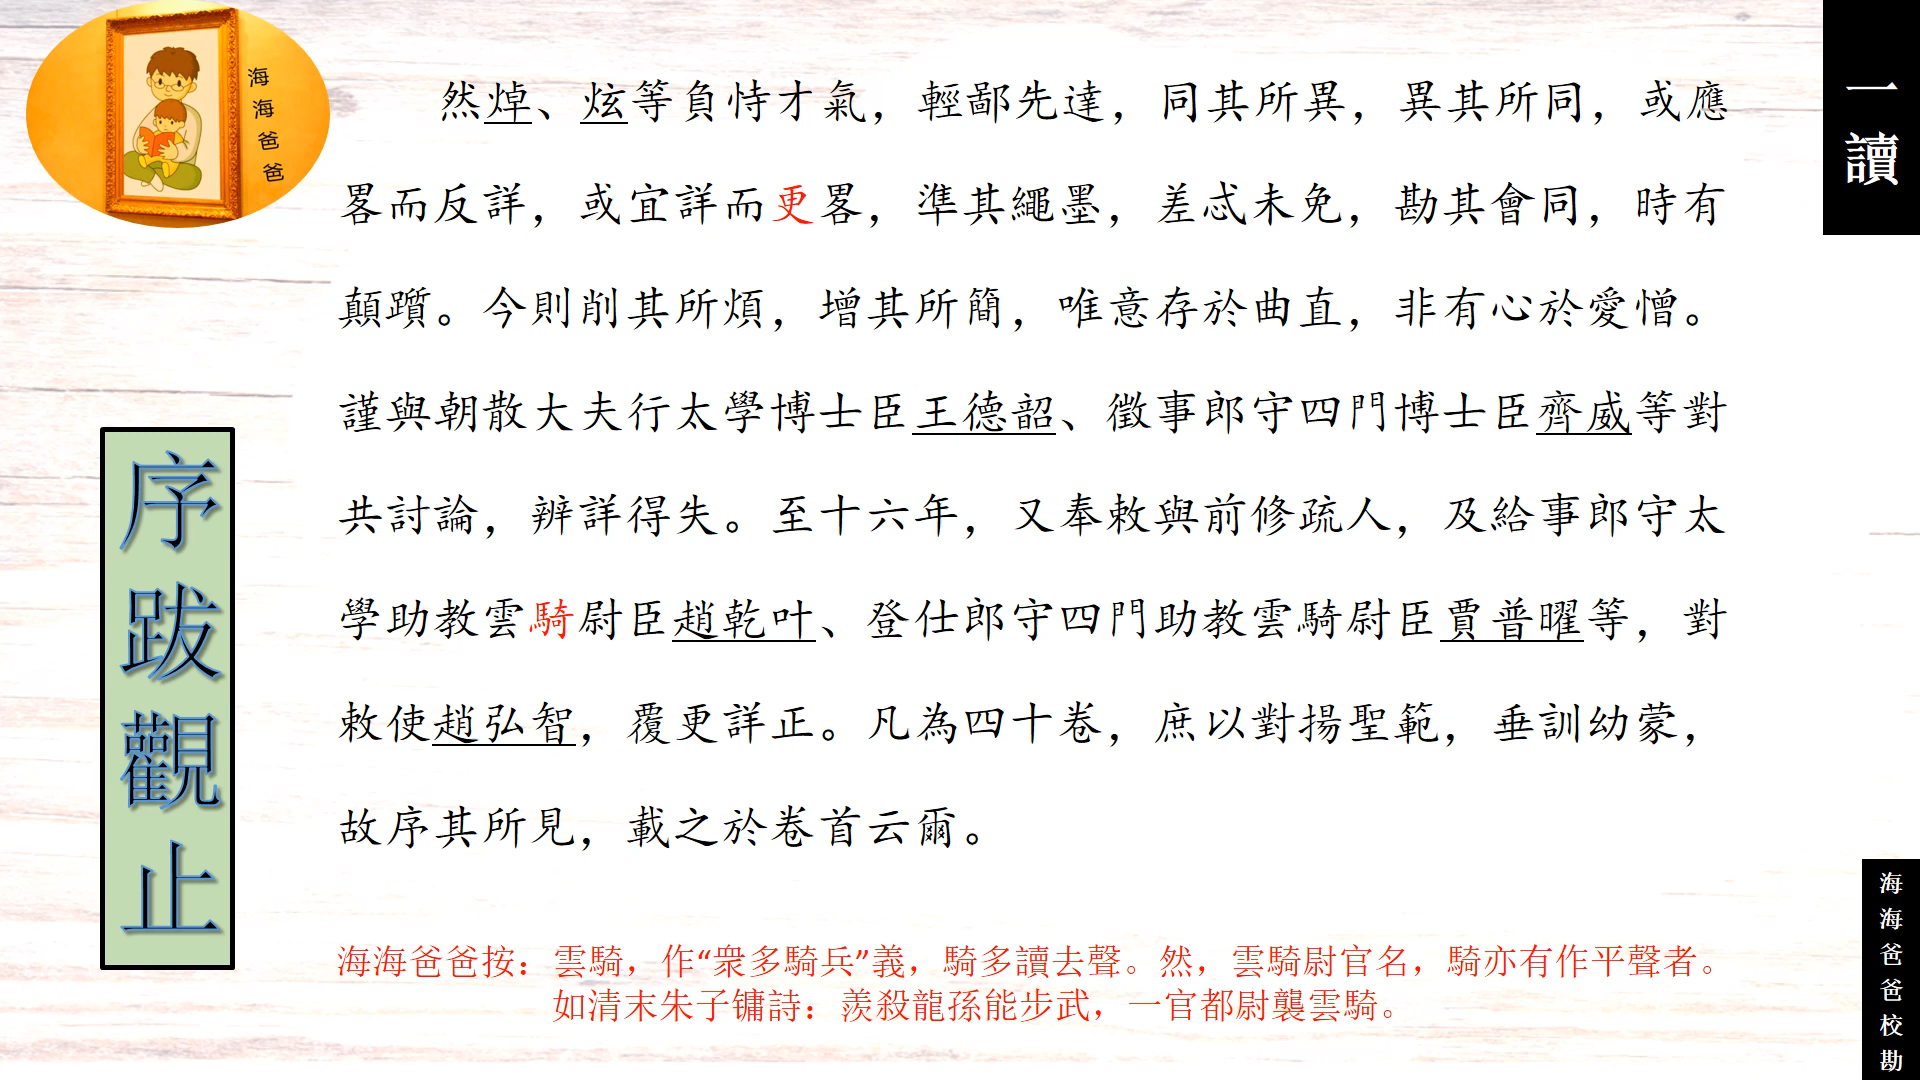 海海爸爸
一讀
然焯、炫等負恃才氣，輕鄙先達，同其所異，異其所同，或應
畧而反詳，或宜詳而更畧，準其繩墨，差忒未免，勘其會同，時有
顛躓。今則削其所煩，增其所簡，唯意存於曲直，非有心於愛憎。
謹與朝散大夫行太學博士臣王德韶、徵事郎守四門博士臣齊威等對
共討論，辨詳得失。至十六年，又奉敕與前修疏人，及給事郎守太
學助教雲騎尉臣趙乾叶、登仕郎守四門助教雲騎尉臣賈普曜等，對
敕使趙弘智，覆更詳正。凡為四十卷，庶以對揚聖範，垂訓幼蒙，
故序其所見，載之於卷首云爾。
序跋觀止
海海爸爸按：雲騎，作“衆多騎兵”義，騎多讀去聲。然，雲騎尉官名，騎亦有作平聲者。
如清末朱子镛詩：羨殺龍孫能步武，一官都尉襲雲騎。
海海爸爸校勘